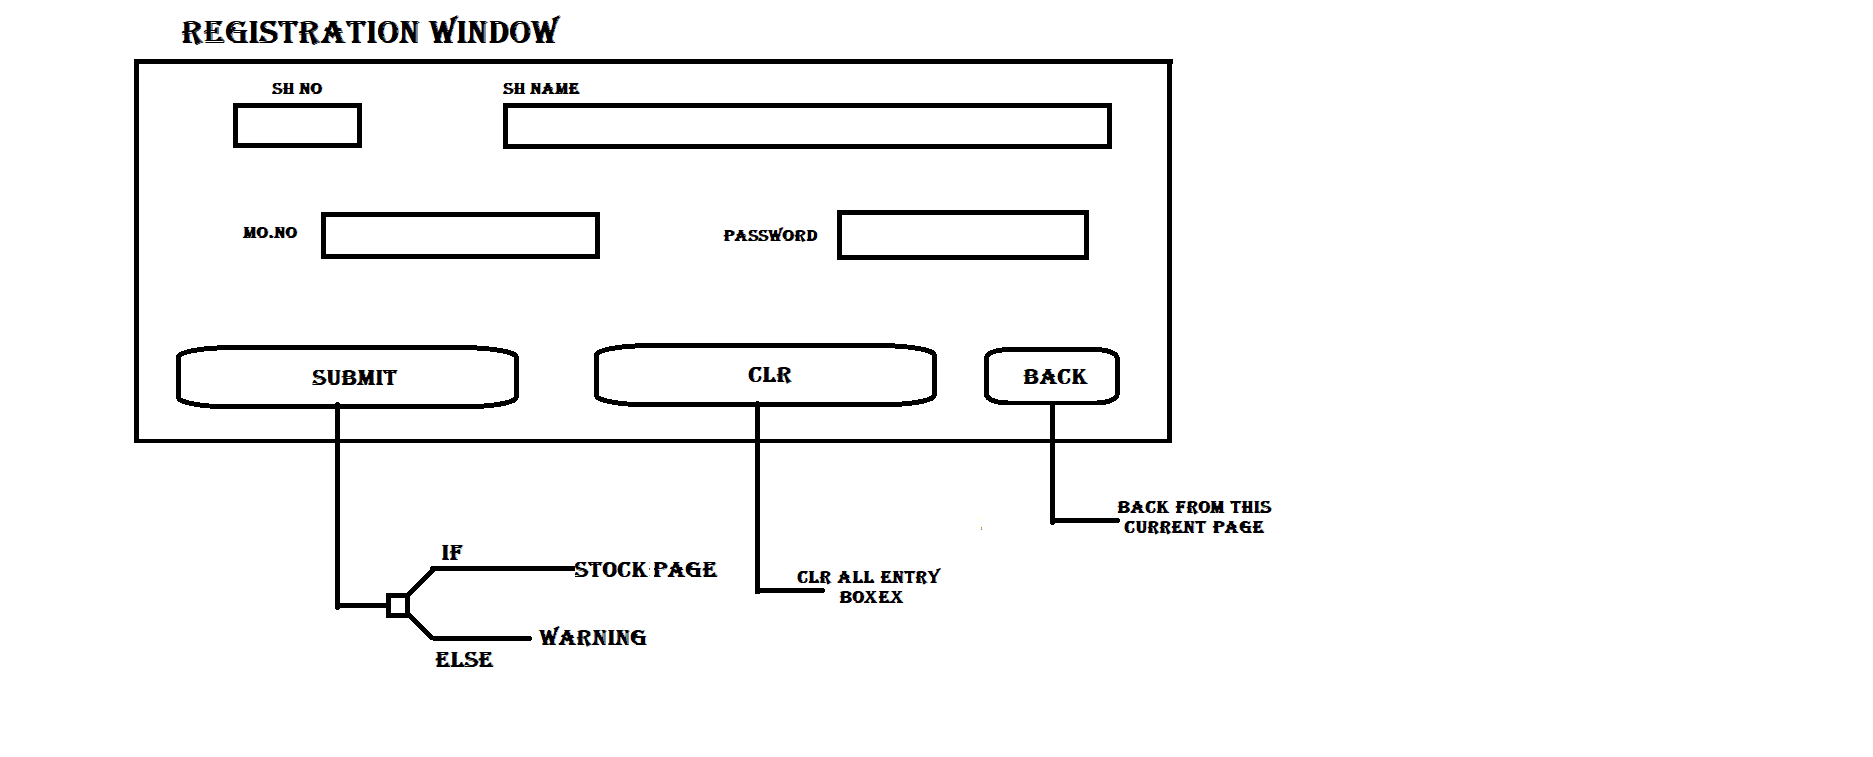 REGISTRATION WINDOW
SH NO
SH NAME
MO.NO
PASSWORD
SUBMIT
CLR
BACK
BACK FROM THIS
CURRENT PAGE
IF
STOCK PAGE
CLR ALL ENTRY
BOXEX
WARNING
ELSE